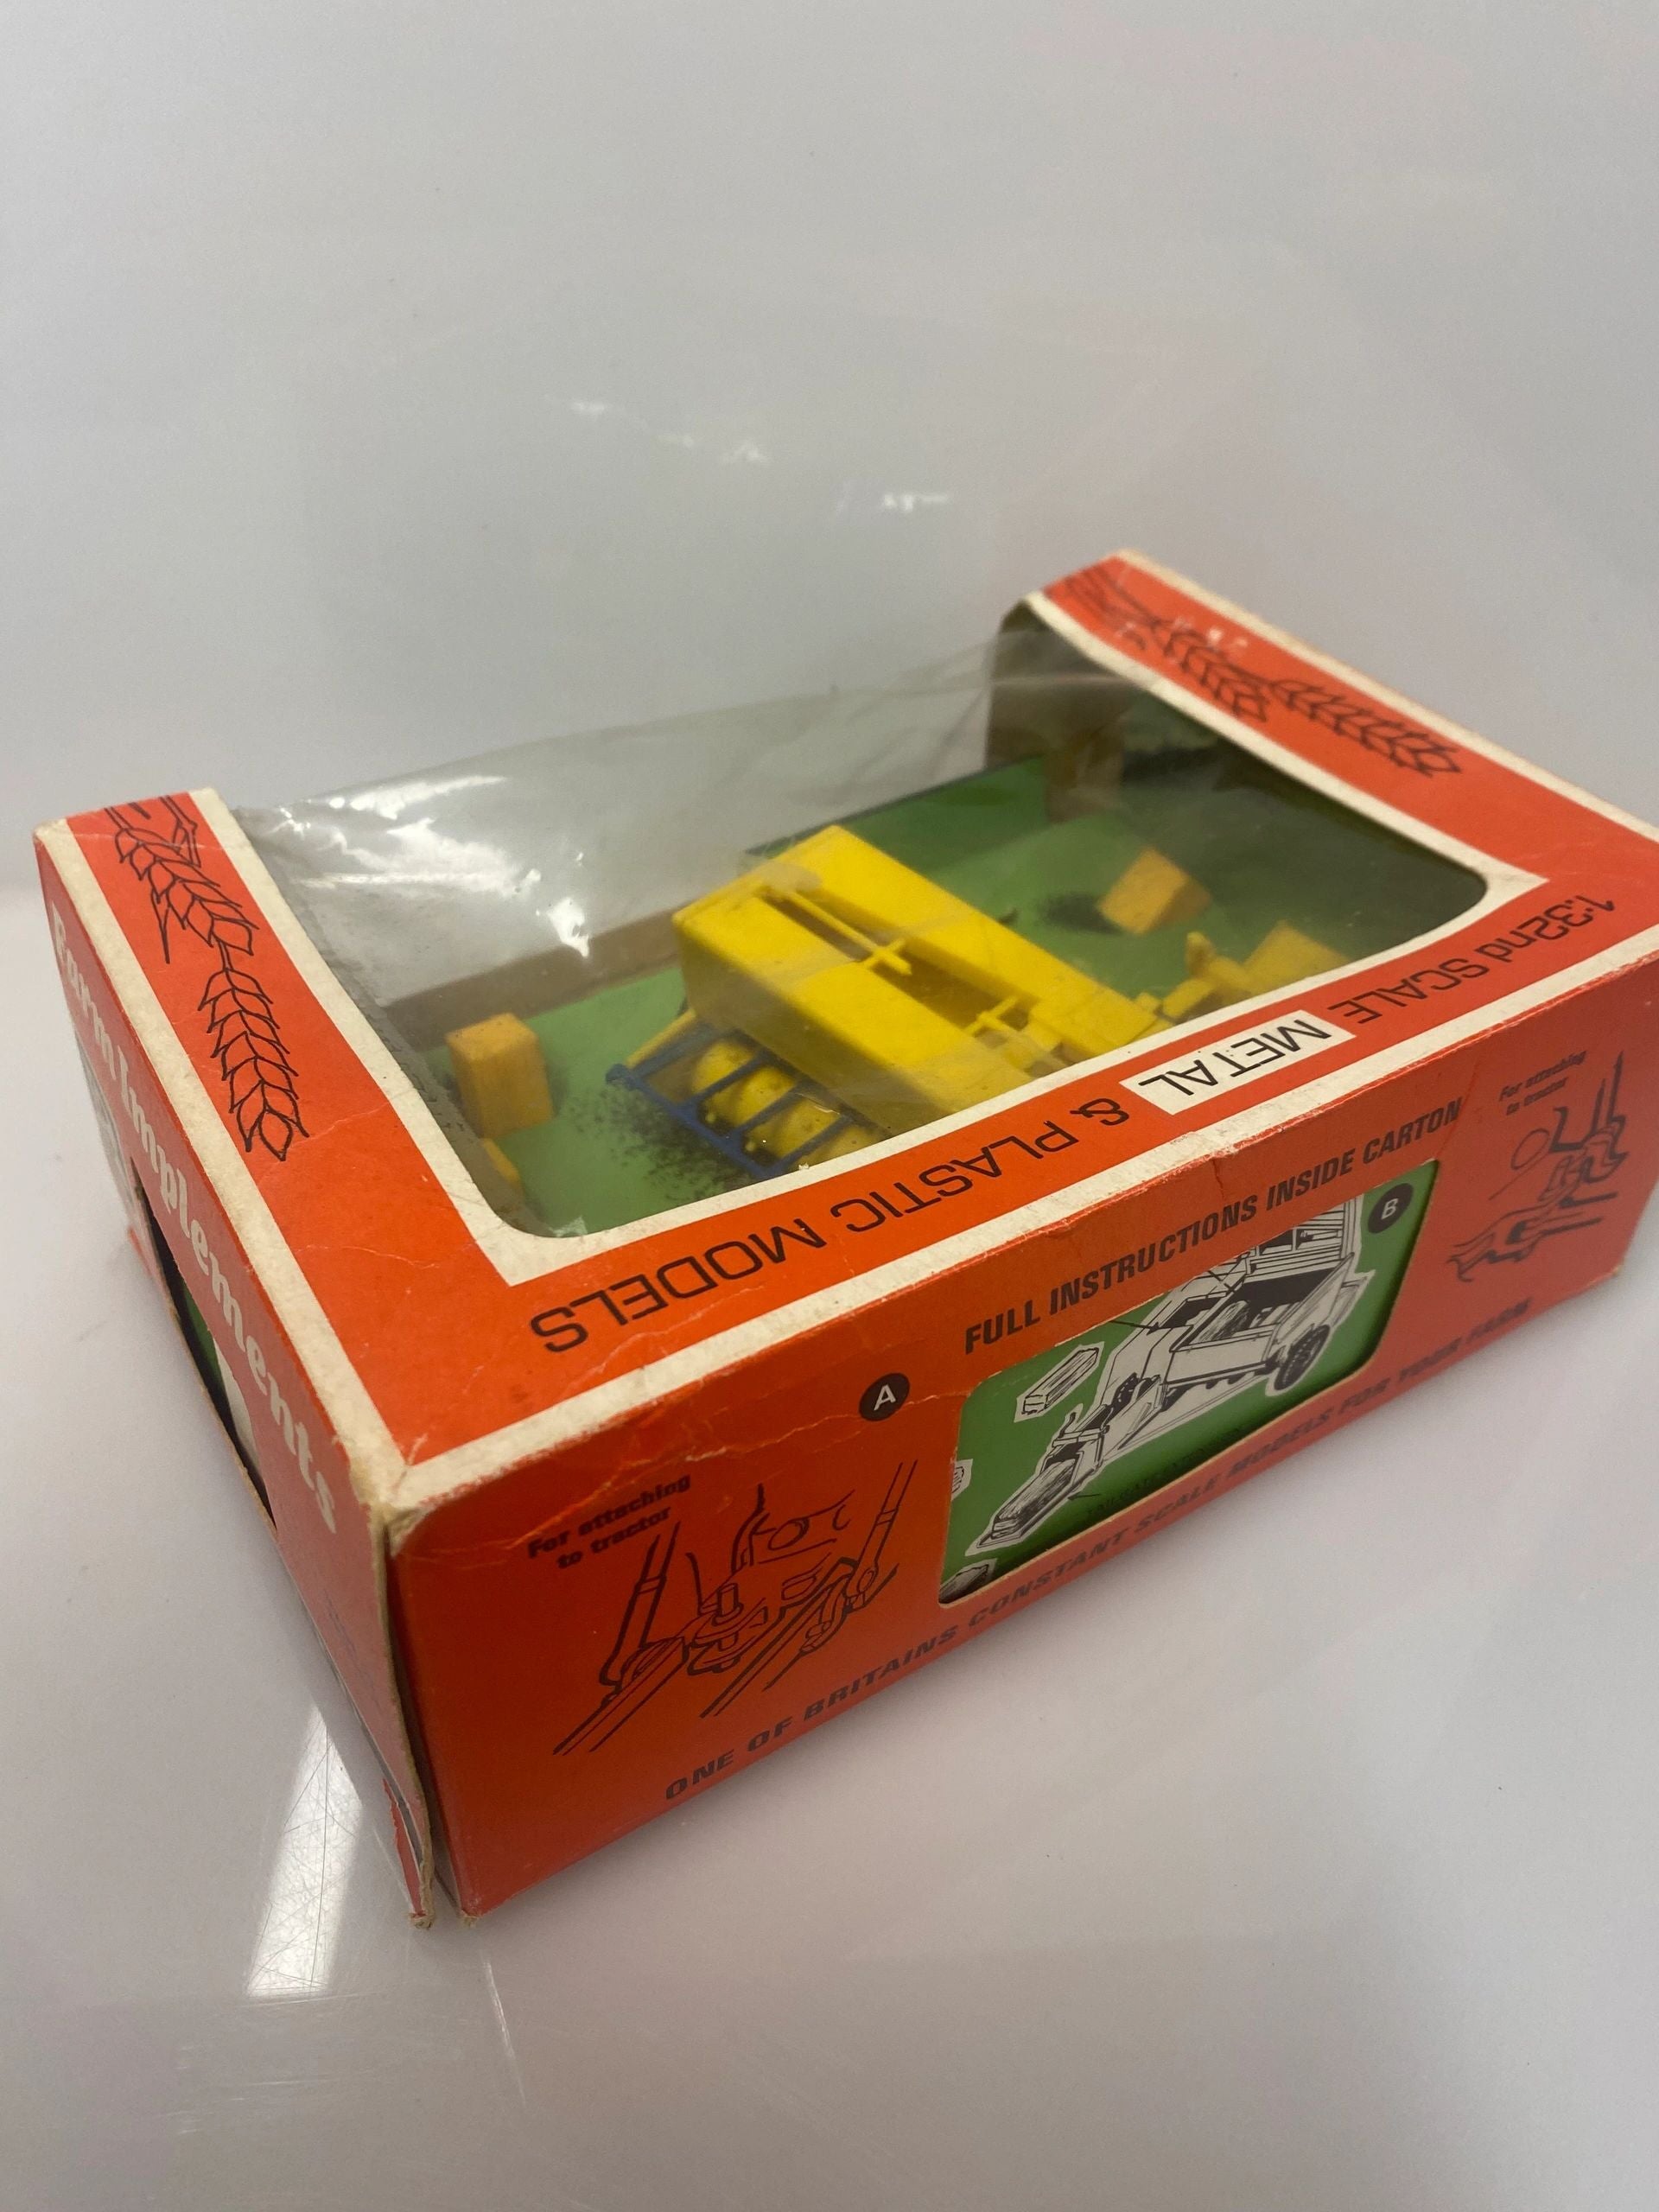 1:32nd SCALE METAL & PLASTIC MODELS
Farm Implements
FULL INSTRUCTIONS INSIDE CARTON
A
For attaching
to tractor
B
For attaching
to tractor
ONE OF BRITAINS CONSTANT SCALE MODELS FOR YOUR FARM